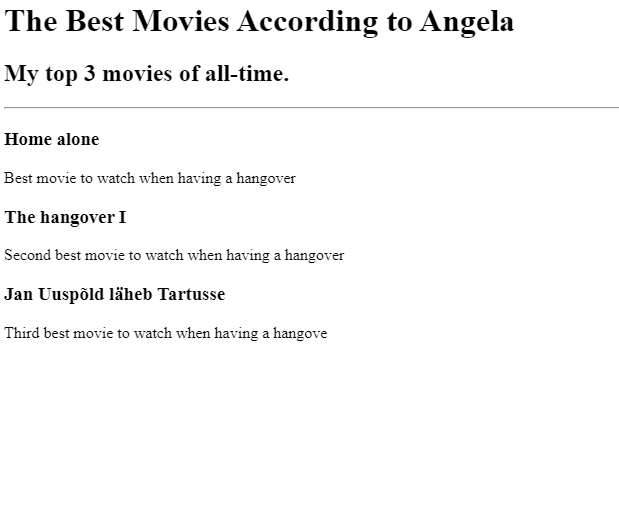 The Best Movies According to Angela
My top 3 movies of all-time.
Home alone
Best movie to watch when having a hangover
The hangover I
Second best movie to watch when having a hangover
Jan Uuspõld läheb Tartusse
Third best movie to watch when having a hangove